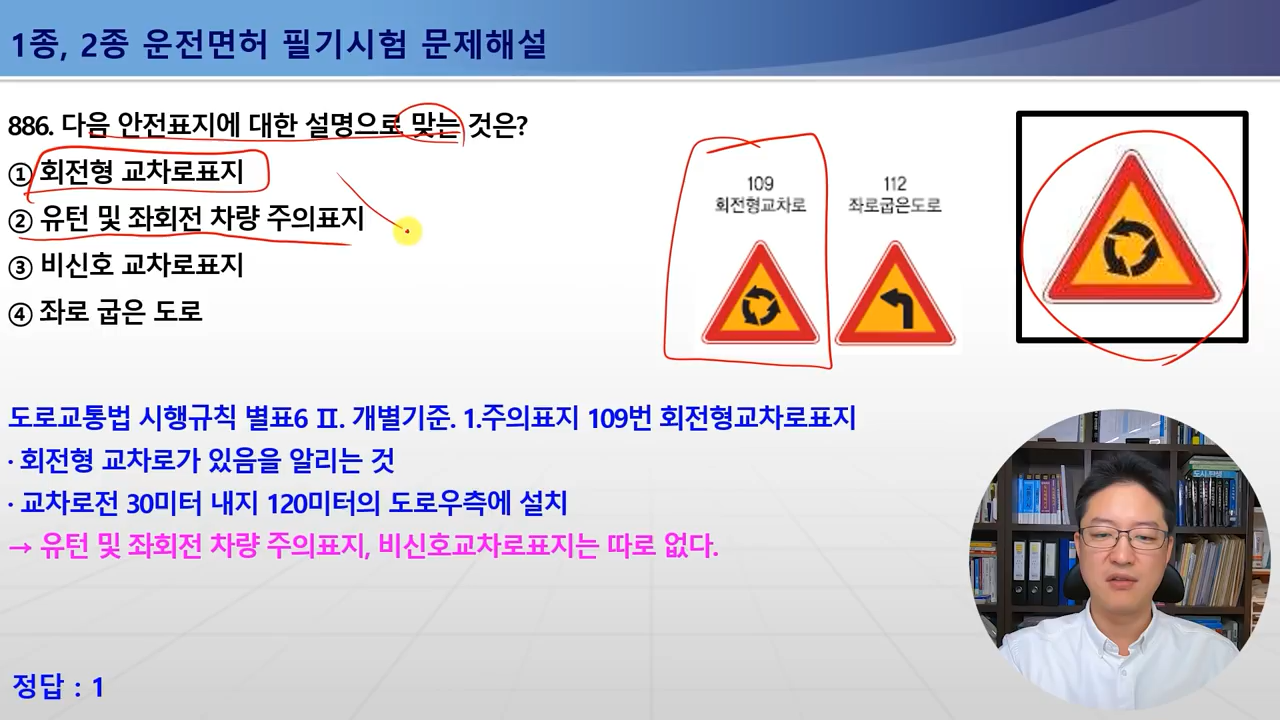 1종, 2종 운전면허 필기시험 문제해설
886. 다음 안전표지에 대한 설명으로 맞는 것은?
① 회전형 교차로표지
② 유턴 및 좌회전 차량 주의표지
③ 비신호 교차로표지
④ 좌로 굽은 도로
109
회전형교차로
112
좌로굽은도로
도로교통법 시행규칙 별표6 Ⅱ. 개별기준. 1.주의표지 109번 회전형교차로표지
· 회전형 교차로가 있음을 알리는 것
· 교차로전 30미터 내지 120미터의 도로우측에 설치
→ 유턴 및 좌회전 차량 주의표지, 비신호교차로표지는 따로 없다.
정답 : 1